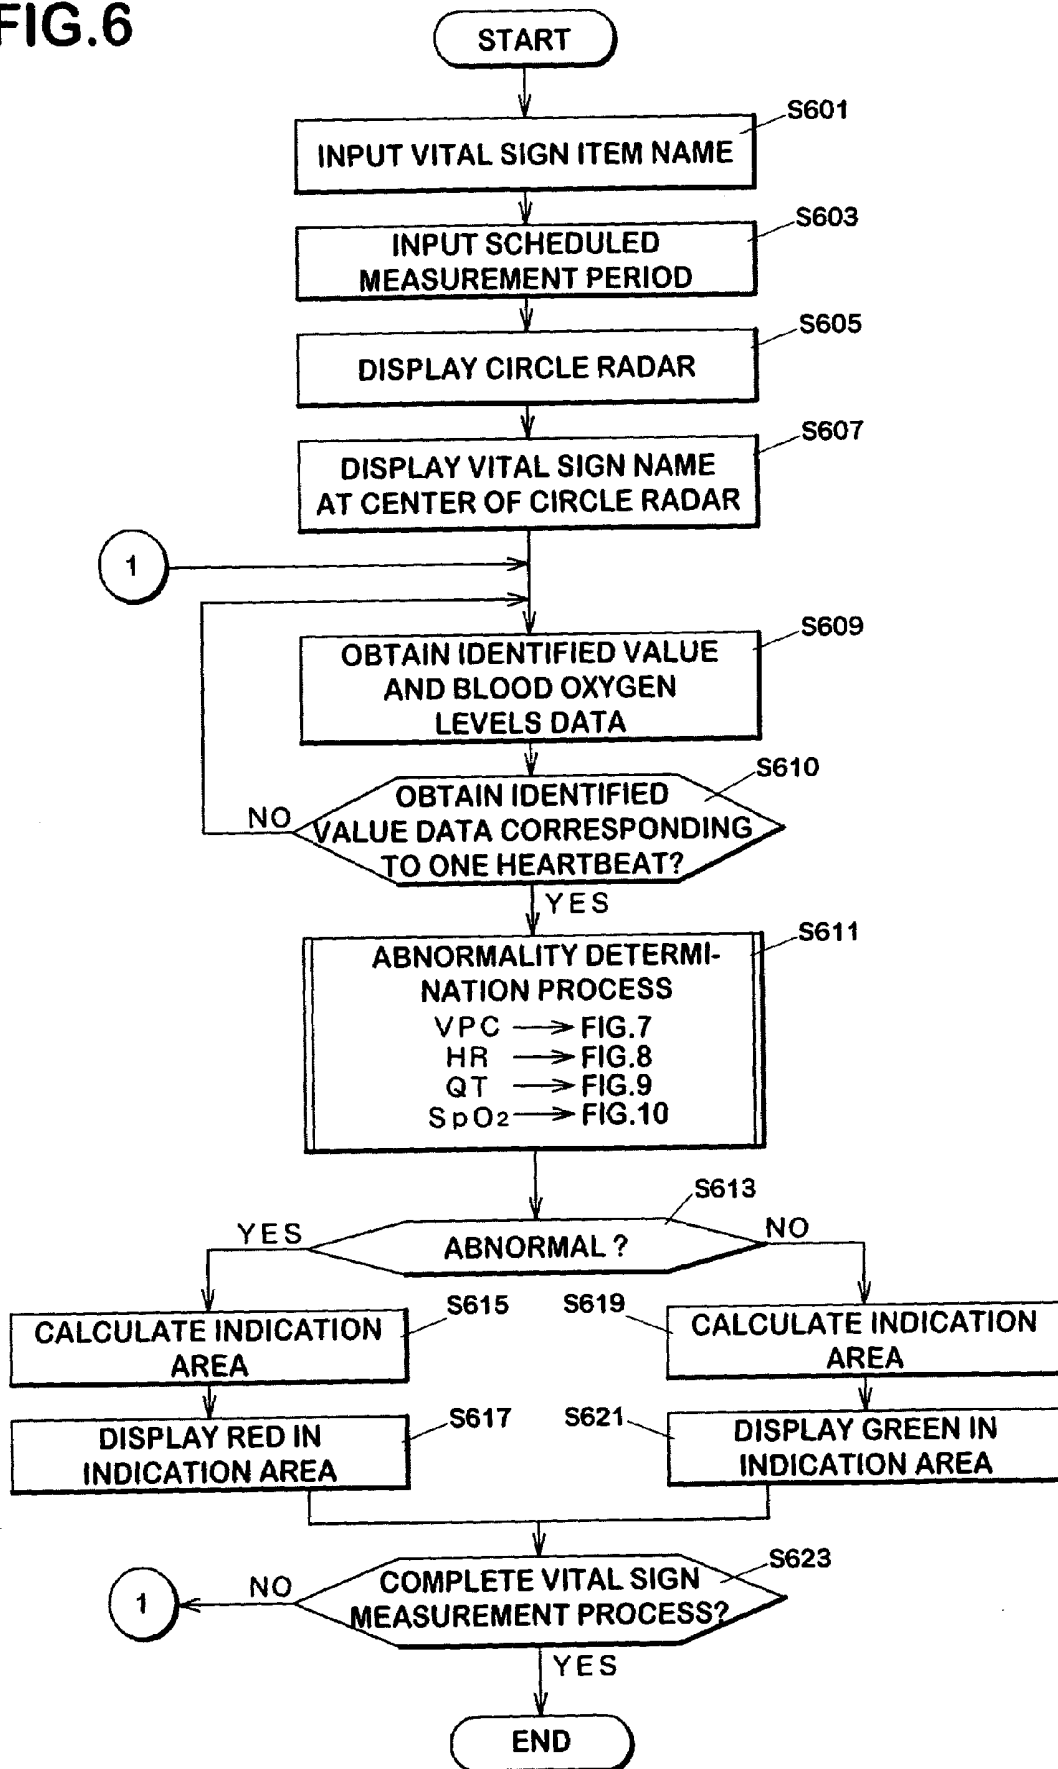 FIG.6
START
S601
INPUT VITAL SIGN ITEM NAME
S603
INPUT SCHEDULED
MEASUREMENT PERIOD
S605
DISPLAY CIRCLE RADAR
S607
DISPLAY VITAL SIGN NAME
AT CENTER OF CIRCLE RADAR
1
S609
OBTAIN IDENTIFIED VALUE
AND BLOOD OXYGEN
LEVELS DATA
S610
OBTAIN IDENTIFIED
VALUE DATA CORRESPONDING
TO ONE HEARTBEAT?
NO
YES
S611
ABNORMALITY DETERMI-
NATION PROCESS
VPC → FIG.7
HR → FIG.8
QT → FIG.9
SpO2 → FIG.10
S613
YES
ABNORMAL ?
NO
S615
CALCULATE INDICATION
AREA
S619
CALCULATE INDICATION
AREA
S617
DISPLAY RED IN
INDICATION AREA
S621
DISPLAY GREEN IN
INDICATION AREA
S623
COMPLETE VITAL SIGN
MEASUREMENT PROCESS?
NO
1
YES
END